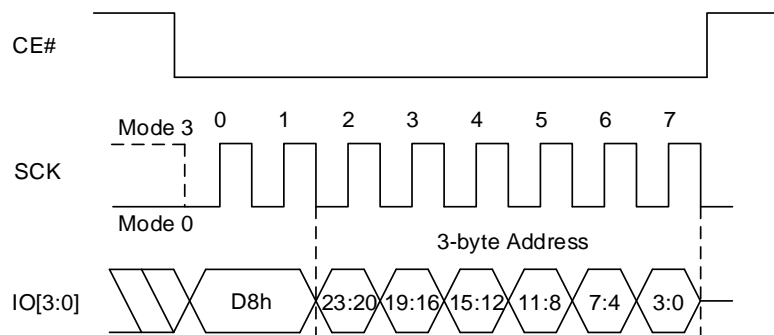 CE#
Mode 3 0 1 2 3 4 5 6 7
SCK
Mode 0
3-byte Address
IO[3:0] D8h 23:20 19:16 15:12 11:8 7:4 3:0